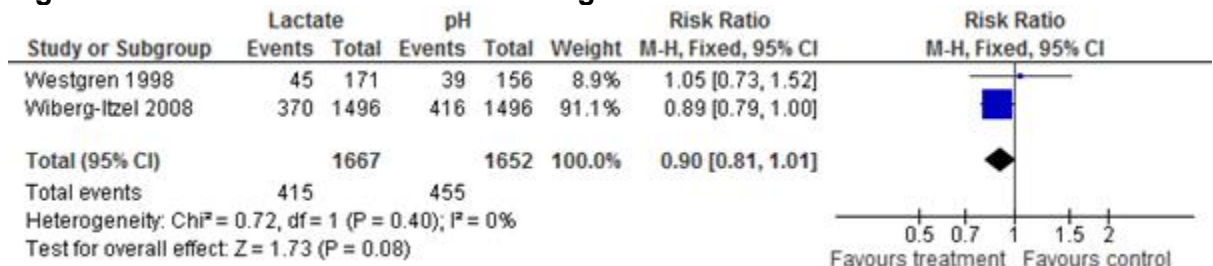 Lactate pH Risk Ratio Risk Ratio
Study or Subgroup Events Total Events Total Weight M-H, Fixed, 95% CI M-H, Fixed, 95% CI
Westgren 1998 45 171 39 156 8.9% 1.05 [0.73, 1.52]
Wiberg-Itzel 2008 370 1496 416 1496 91.1% 0.89 [0.79, 1.00]
Total (95% CI) 1667 1652 100.0% 0.90 [0.81, 1.01]
Total events 415 455
Heterogeneity: Chi² = 0.72, df = 1 (P = 0.40); I² = 0%
Test for overall effect: Z = 1.73 (P = 0.08)
0.5 0.7 1 1.5 2
Favours treatment Favours control